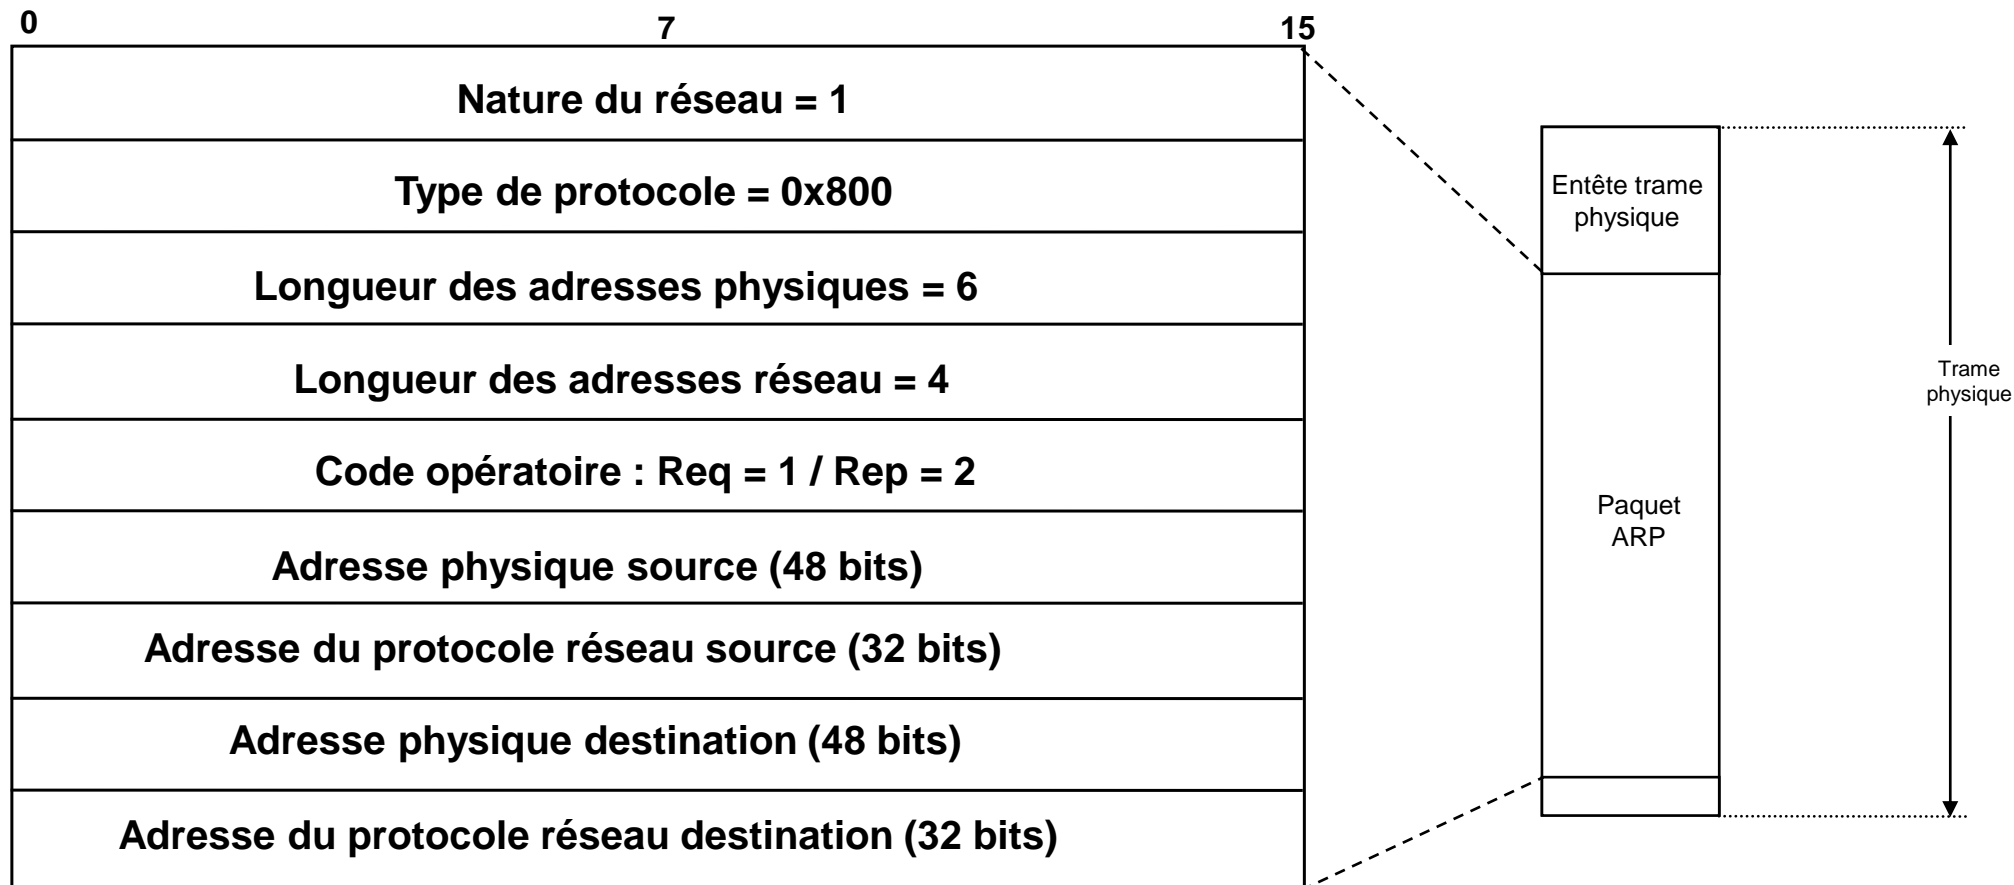 0 7 15
Nature du réseau = 1
Type de protocole = 0x800
Longueur des adresses physiques = 6
Longueur des adresses réseau = 4
Code opératoire : Req = 1 / Rep = 2
Adresse physique source (48 bits)
Adresse du protocole réseau source (32 bits)
Adresse physique destination (48 bits)
Adresse du protocole réseau destination (32 bits)
Entête trame
physique
Paquet
ARP
Trame
physique